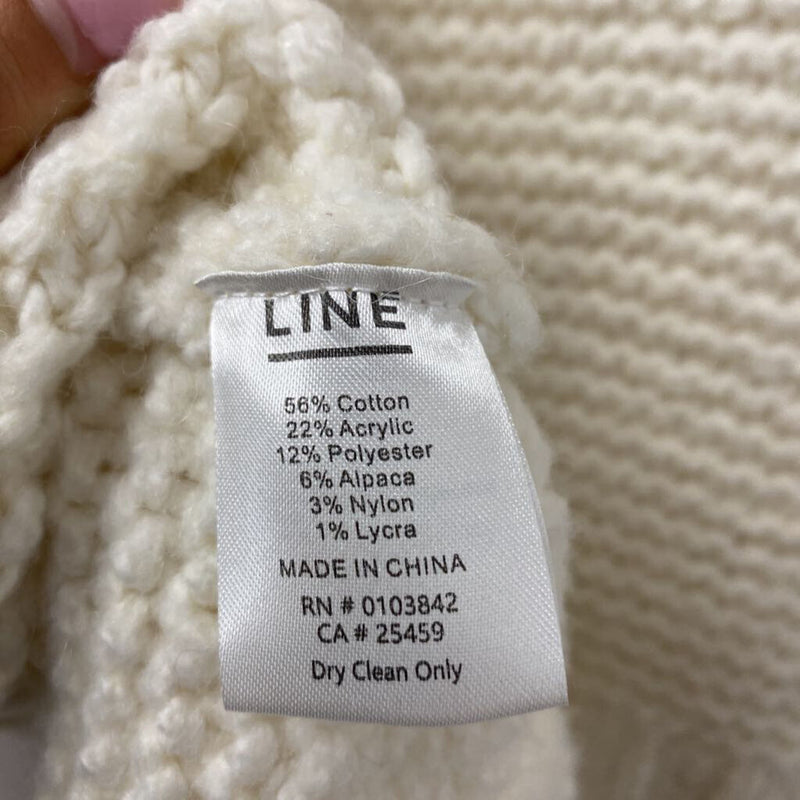 LINE
56% Cotton
22% Acrylic
12% Polyester
6% Alpaca
3% Nylon
1% Lycra
MADE IN CHINA
RN # 0103842
CA # 25459
Dry Clean Only